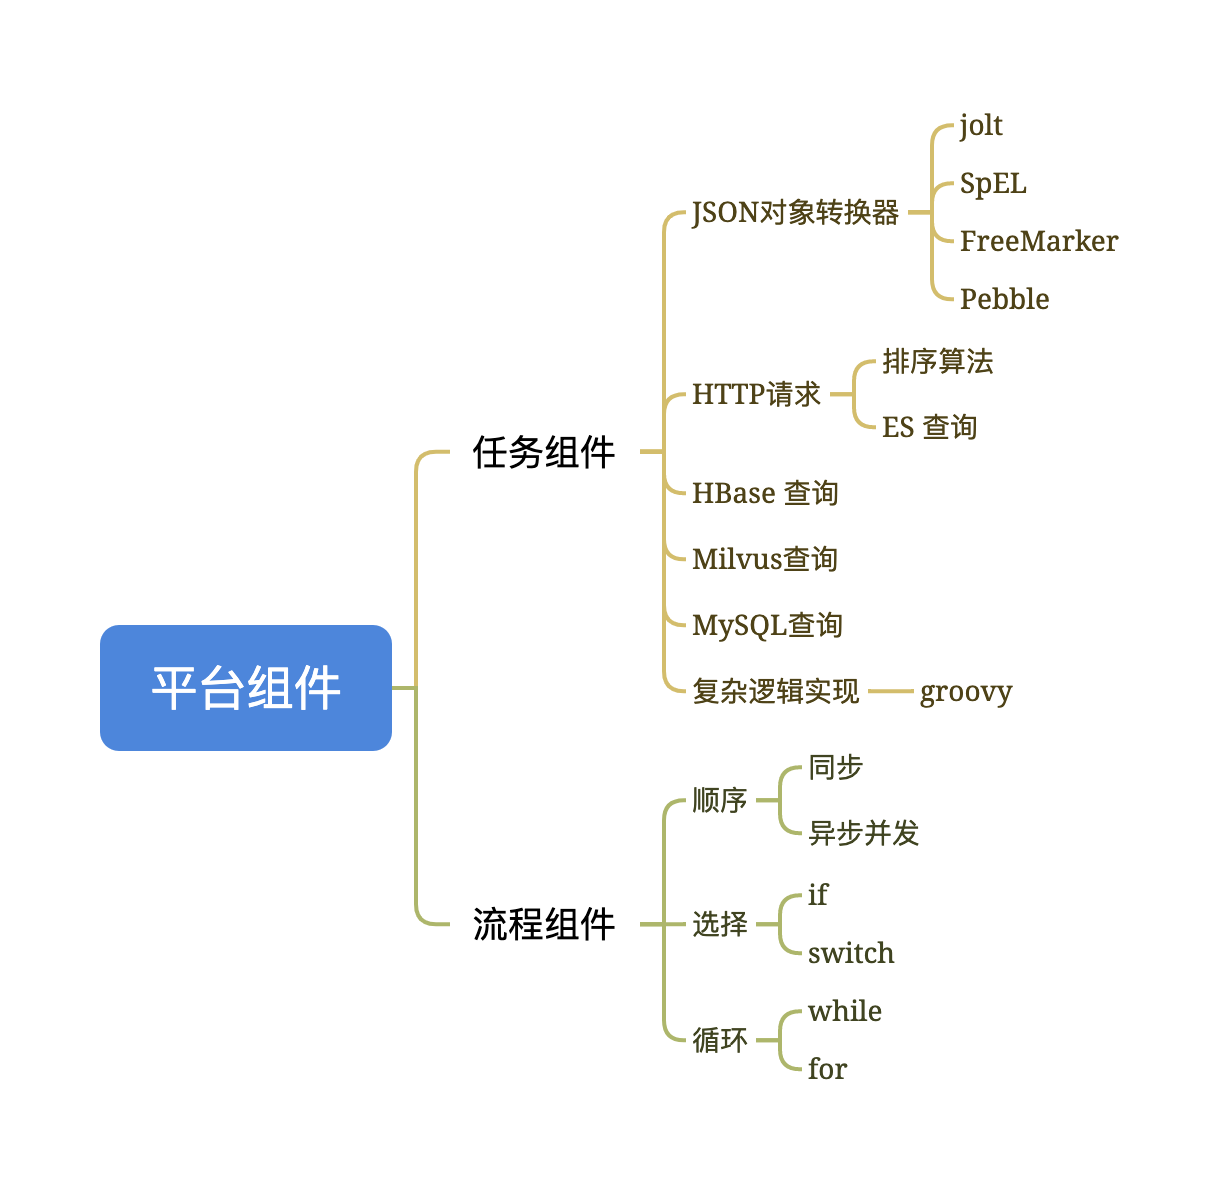 平台组件
任务组件
JSON对象转换器
jolt
SpEL
FreeMarker
Pebble
HTTP请求
排序算法
ES 查询
HBase 查询
Milvus查询
MySQL查询
复杂逻辑实现
groovy
流程组件
顺序
同步
异步并发
选择
if
switch
循环
while
for